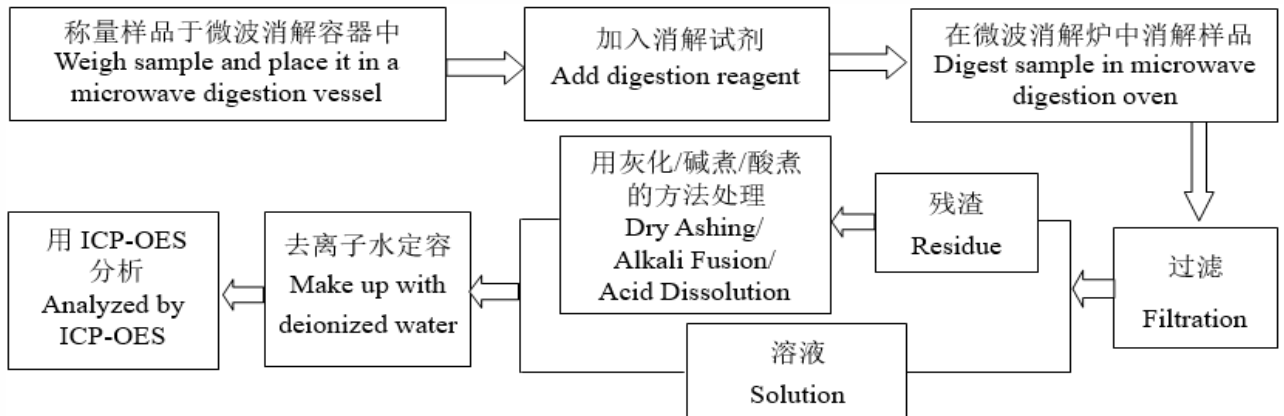 称量样品于微波消解容器中
Weigh sample and place it in a
microwave digestion vessel
加入消解试剂
Add digestion reagent
在微波消解炉中消解样品
Digest sample in microwave
digestion oven
过滤
Filtration
残渣
Residue
用灰化/碱煮/酸煮
的方法处理
Dry Ashing/
Alkali Fusion/
Acid Dissolution
溶液
Solution
去离子水定容
Make up with
deionized water
用 ICP-OES
分析
Analyzed by
ICP-OES